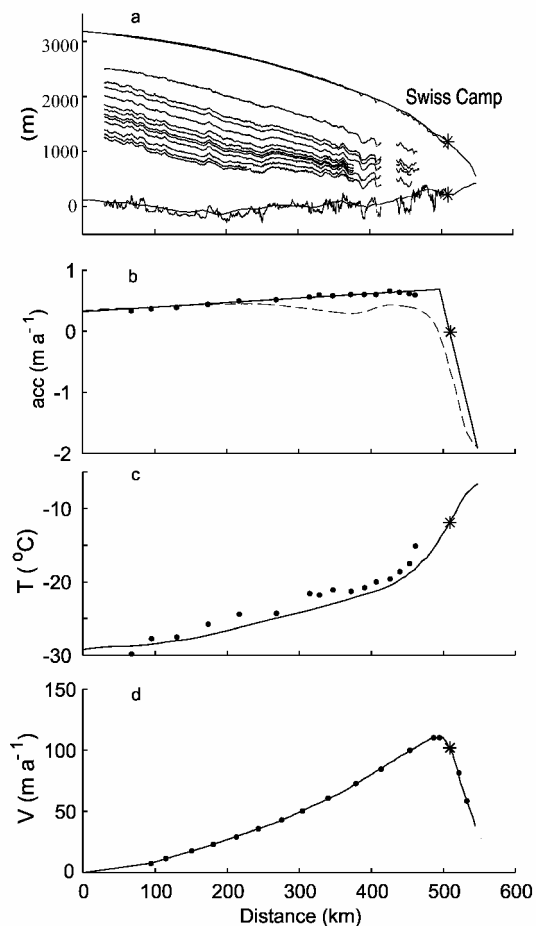 a
3000
2000
1000
0
(m)
Swiss Camp
b
1
0
-1
-2
acc (m a⁻¹)
c
-10
-20
-30
T ( °C)
d
150
100
50
0
V (m a⁻¹)
0 100 200 300 400 500 600
Distance (km)